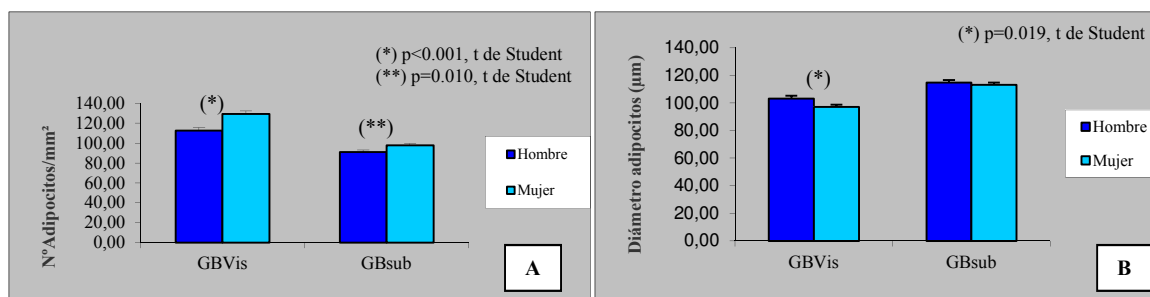 (*) p<0.001, t de Student
(**) p=0.010, t de Student
NºAdipocitos/mm²
140,00
120,00
100,00
80,00
60,00
40,00
20,00
0,00
(*)
(**)
GBVis
GBsub
Hombre
Mujer
A
(*) p=0.019, t de Student
Diámetro adipocitos (µm)
140,00
120,00
100,00
80,00
60,00
40,00
20,00
0,00
(*)
GBVis
GBsub
Hombre
Mujer
B